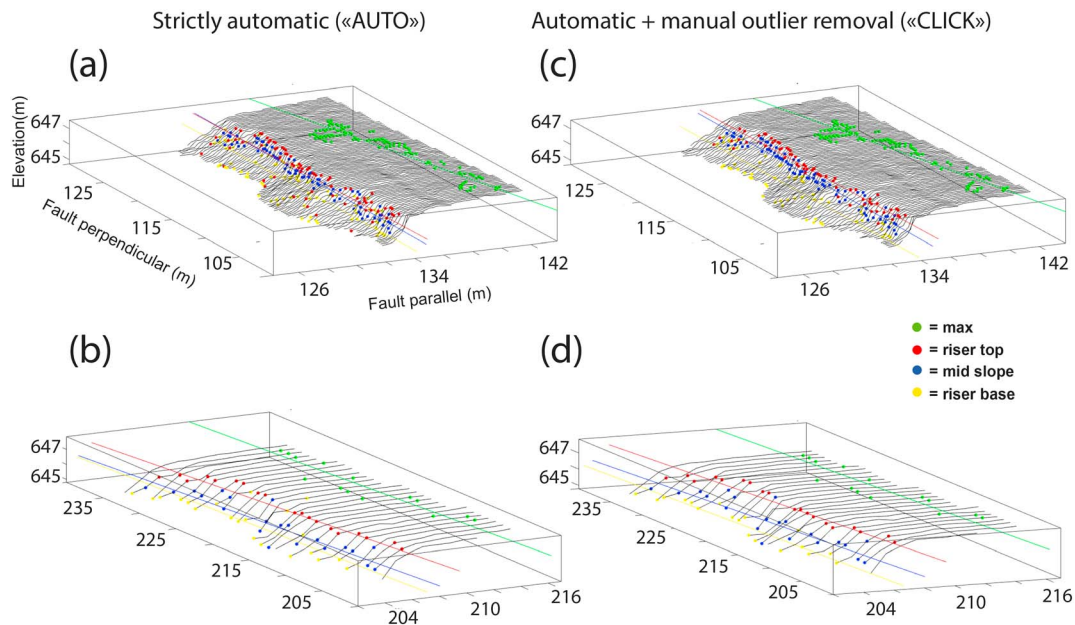 Strictly automatic («AUTO»)
Automatic + manual outlier removal («CLICK»)
(a)
Elevation(m)
647
645
125
115
105
Fault perpendicular (m)
126
134
142
Fault parallel (m)
(c)
647
645
125
115
105
126
134
142
(b)
647
645
235
225
215
205
204
210
216
(d)
= max
= riser top
= mid slope
= riser base
647
645
235
225
215
205
204
210
216